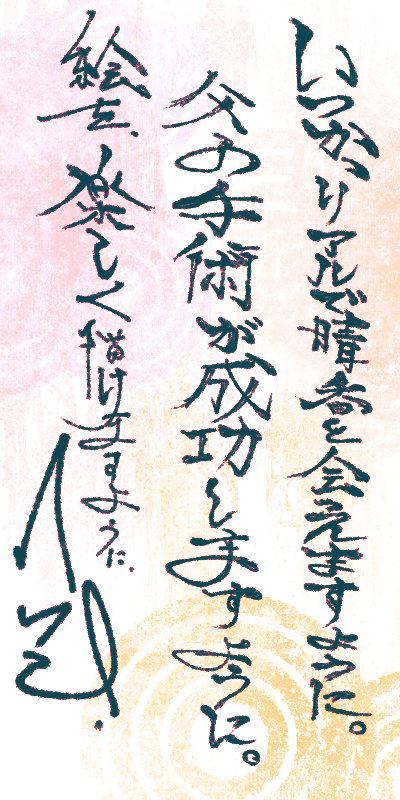 いつかリアルで晴香と会えますように。
父の手術が成功しますように。
絵を、楽しく描けますように、